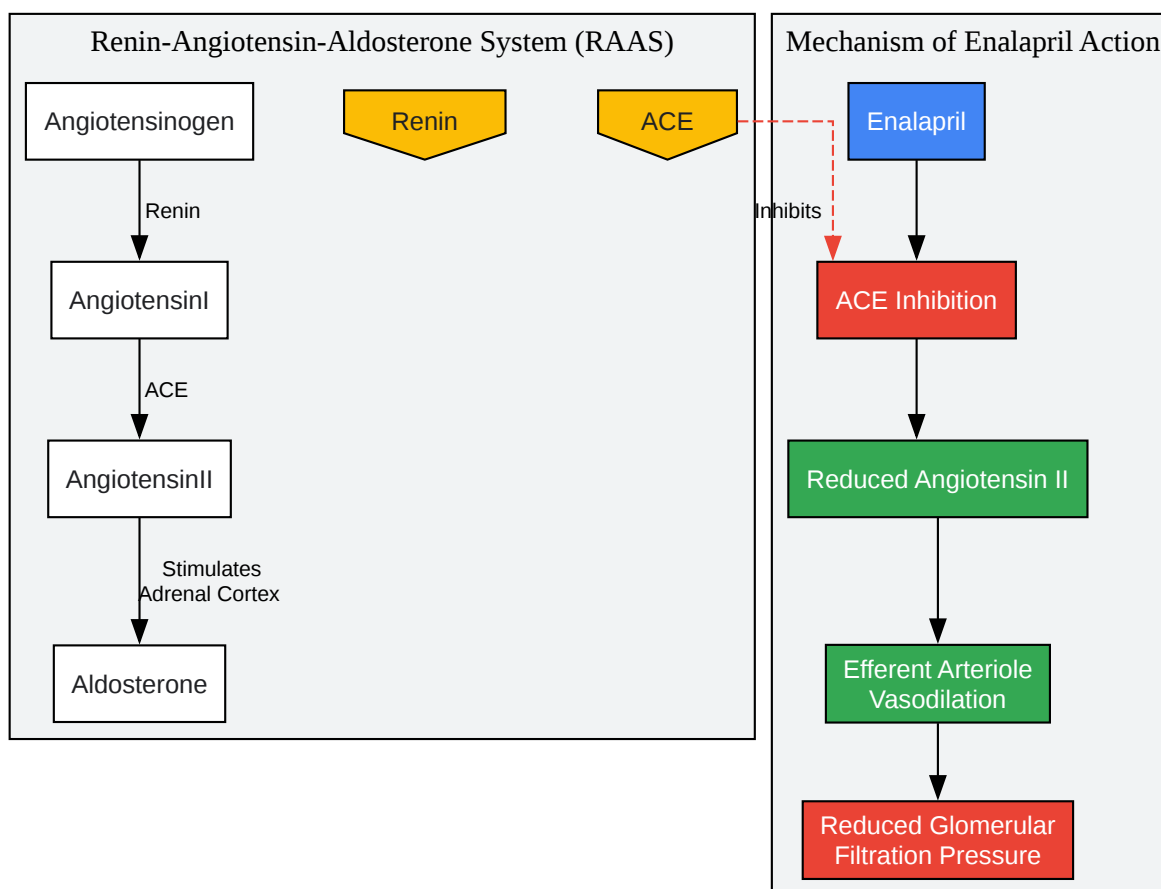 Renin-Angiotensin-Aldosterone System (RAAS)
Angiotensinogen
Renin
ACE
Renin
AngiotensinI
ACE
AngiotensinII
Stimulates
Adrenal Cortex
Aldosterone
Mechanism of Enalapril Action
Enalapril
Inhibits
ACE Inhibition
Reduced Angiotensin II
Efferent Arteriole
Vasodilation
Reduced Glomerular
Filtration Pressure